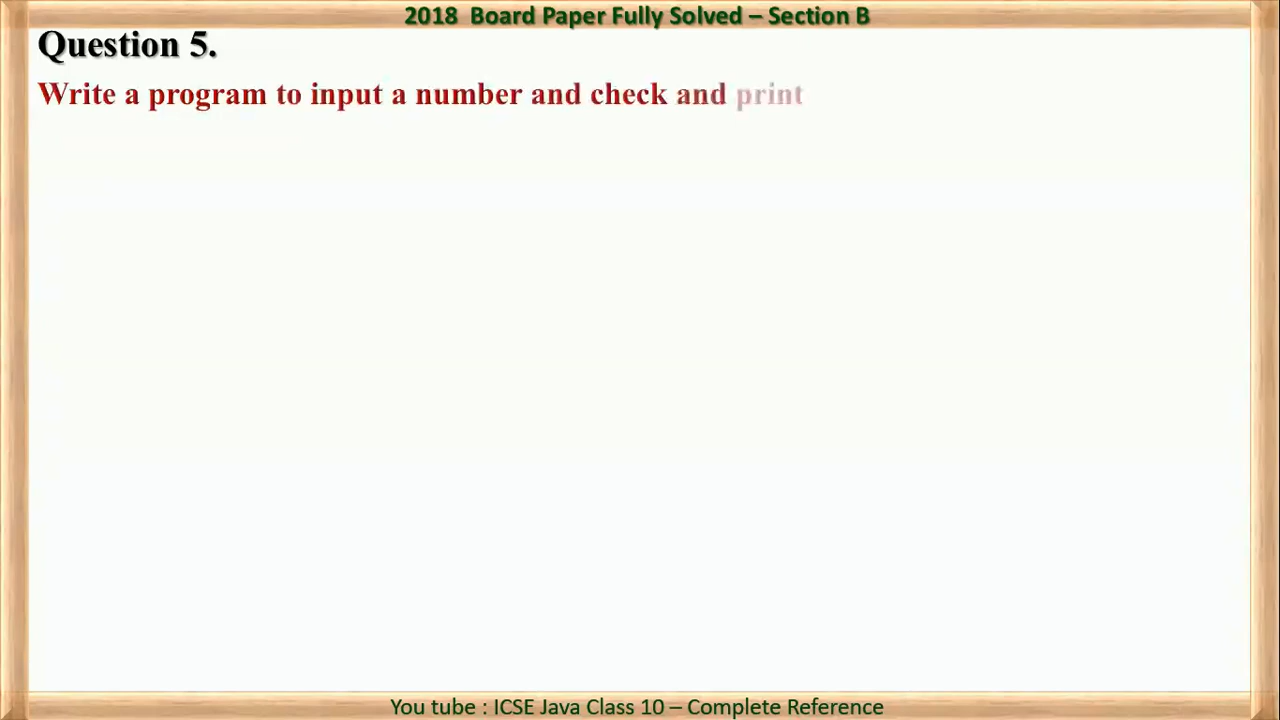 2018 Board Paper Fully Solved – Section B
Question 5.
Write a program to input a number and check and print
You tube : ICSE Java Class 10 – Complete Reference